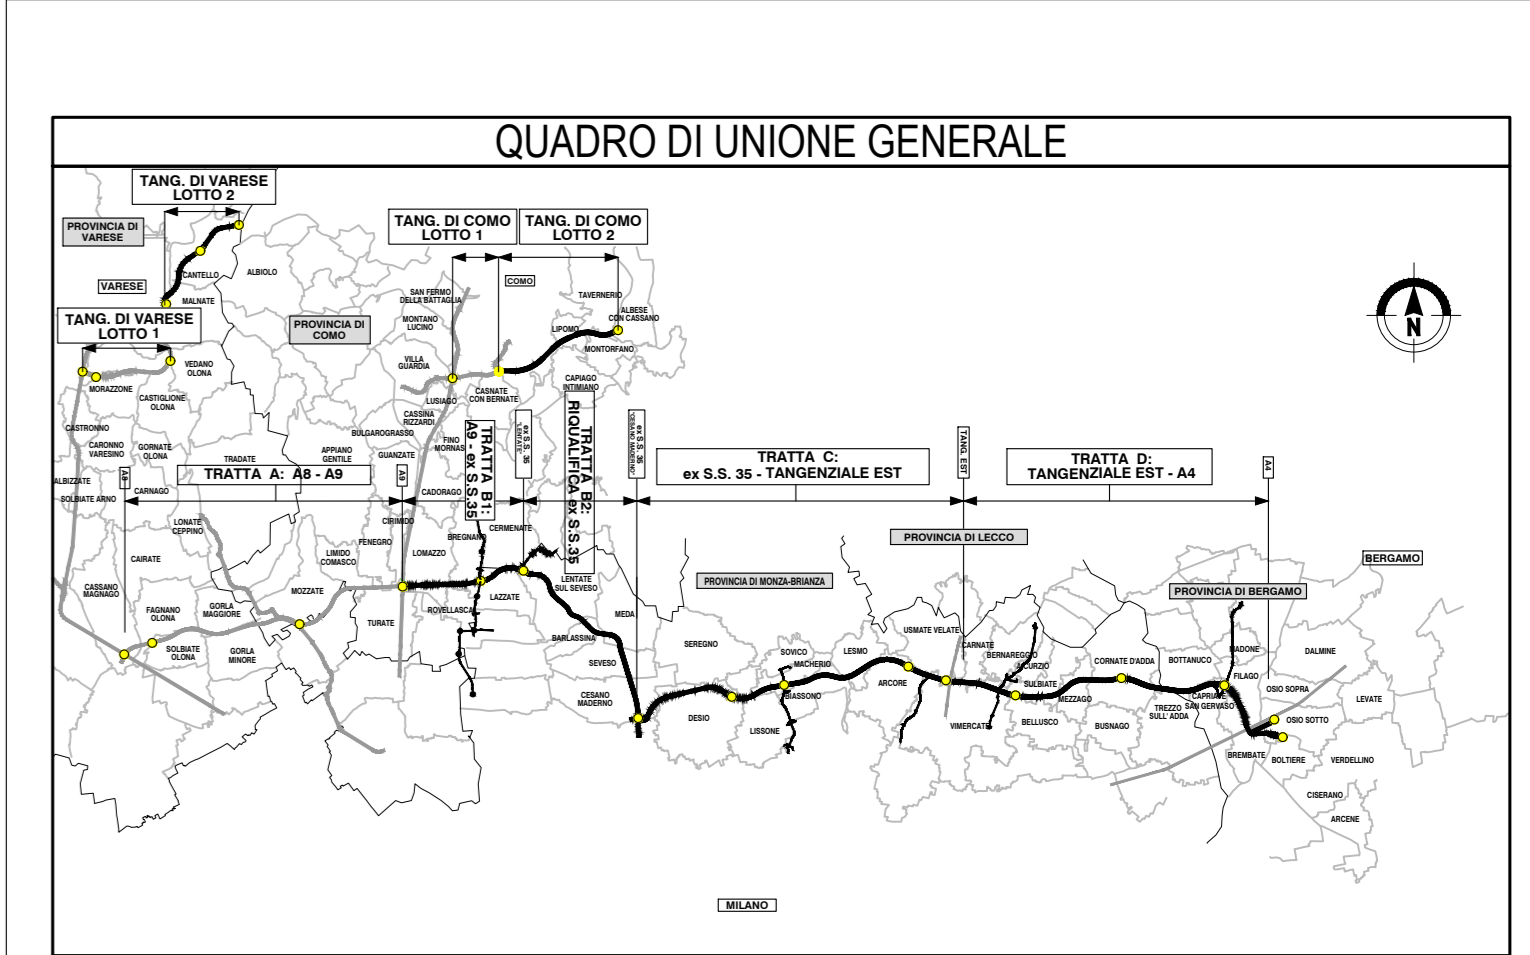 QUADRO DI UNIONE GENERALE
TANG. DI VARESE
LOTTO 2
PROVINCIA DI
VARESE
CANTELLO
ALBIOLO
VARESE
MALNATE
TANG. DI VARESE
LOTTO 1
PROVINCIA DI
COMO
VEDANO
OLONA
MORAZZONE
CASTIGLIONE
OLONA
TANG. DI COMO
LOTTO 1
TANG. DI COMO
LOTTO 2
COMO
SAN FERMO
DELLA BATTAGLIA
MONTANO
LUCINO
TAVERNERIO
ALBESE
CON CASSANO
LIPOMO
MONTORFANO
VILLA
GUARDIA
CAPIAGO
INTIMIANO
CASNATE
CON BERNATE
LUSIAGO
CASSINA
RIZZARDI
BULGAROGRASSO
FINO
MORNAS
GUANZATE
APPIANO
GENTILE
CASTRONNO
CARONNO
VARESINO
GORNATE
OLONA
TRADATE
ALBIZZATE
SOLBIATE ARNO
CARNAGO
A8
TRATTA A: A8 - A9
A9
TRATTA B1:
A9 - ex S.S.35
ex S.S. 35
"LENTATE"
TRATTA B2:
RIQUALIFICA ex S.S.35
ex S.S. 35
"CESANO MADERNO"
TRATTA C:
ex S.S. 35 - TANGENZIALE EST
TANG. EST
TRATTA D:
TANGENZIALE EST - A4
A4
CADORAGO
CIRIMIDO
FENEGRO
LOMAZZO
BREGNANO
CERMENATE
LONATE
CEPPINO
LIMIDO
COMASCO
CAIRATE
CASSANO
MAGNAGO
MOZZATE
FAGNANO
OLONA
GORLA
MAGGIORE
TURATE
ROVELLASCA
LAZZATE
LENTATE
SUL SEVESO
MEDA
BARLASSINA
SOLBIATE
OLONA
GORLA
MINORE
SEVESO
CESANO
MADERNO
PROVINCIA DI MONZA-BRIANZA
PROVINCIA DI LECCO
BERGAMO
PROVINCIA DI BERGAMO
N
SEREGNO
DESIO
SOVICO
MACHERIO
BIASSONO
LISSONE
LESMO
ARCORE
USMATE VELATE
CARNATE
BERNAREGGIO
AICURZIO
SULBIATE
VIMERCATE
BELLUSCO
MEZZAGO
CORNATE D'ADDA
BUSNAGO
BOTTANUCO
TREZZO
SULL' ADDA
CAPRIATE
SAN GERVASO
MADONE
FILAGO
DALMINE
OSIO SOPRA
LEVATE
OSIO SOTTO
BREMBATE
BOLTIERE
VERDELLINO
CISERANO
ARCENE
MILANO